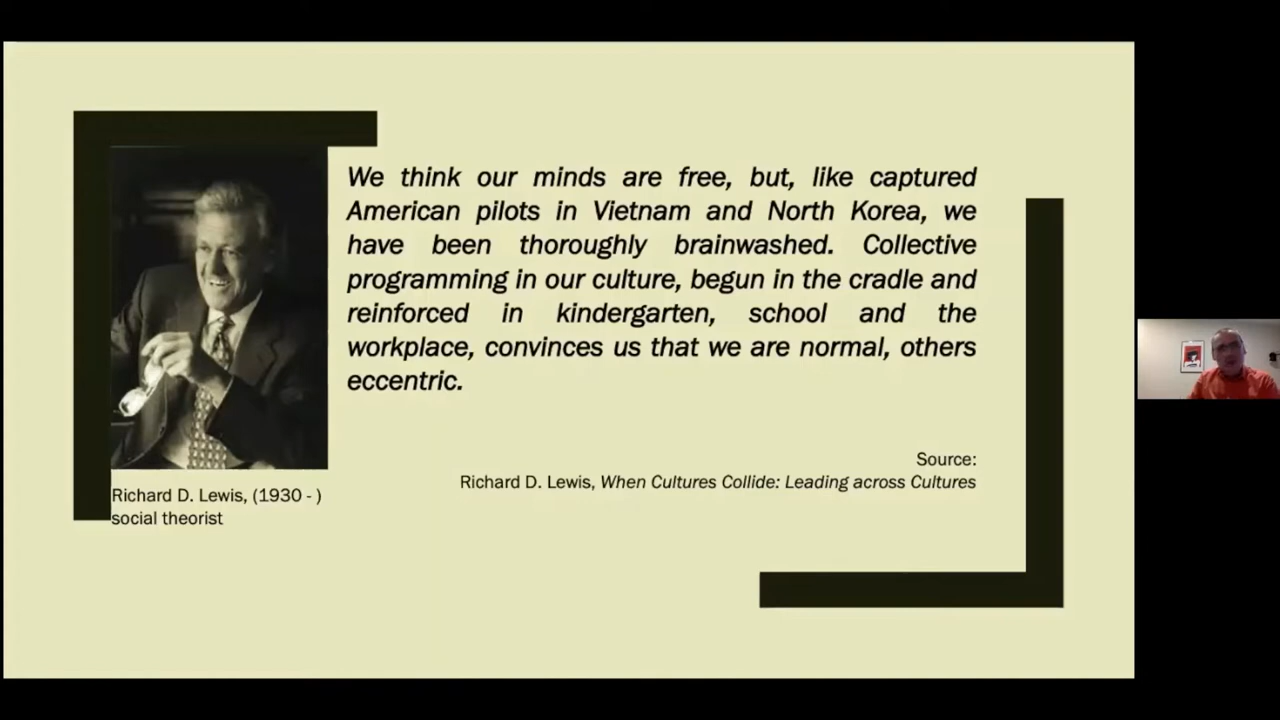 We think our minds are free, but, like captured
American pilots in Vietnam and North Korea, we
have been thoroughly brainwashed. Collective
programming in our culture, begun in the cradle and
reinforced in kindergarten, school and the
workplace, convinces us that we are normal, others
eccentric.
Source:
Richard D. Lewis, When Cultures Collide: Leading across Cultures
Richard D. Lewis, (1930 - )
social theorist